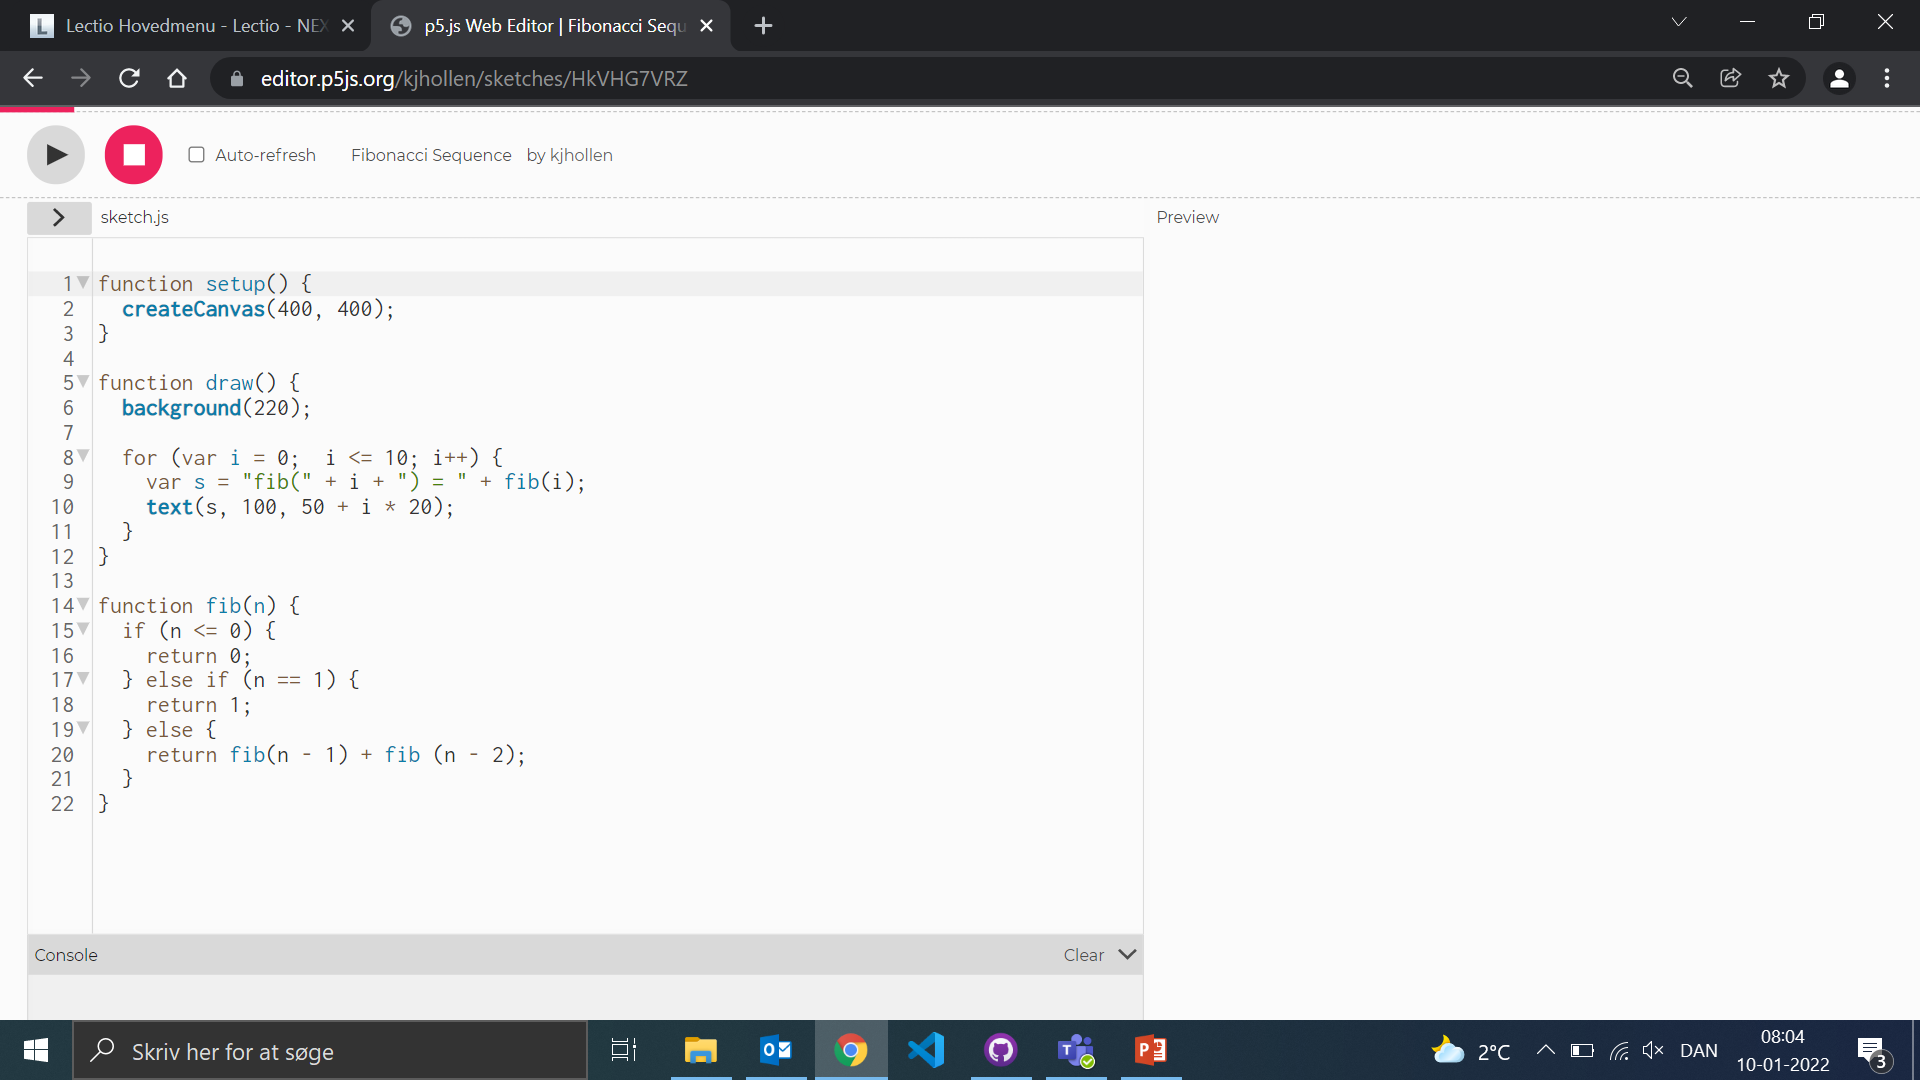 Lectio Hovedmenu - Lectio - NEX
p5.js Web Editor | Fibonacci Sequ
editor.p5js.org/kjhollen/sketches/HkVHG7VRZ
Auto-refresh
Fibonacci Sequence by kjhollen
sketch.js
Preview
1 function setup() {
2   createCanvas(400, 400);
3 }
4
5 function draw() {
6   background(220);
7
8   for (var i = 0;  i <= 10; i++) {
9     var s = "fib(" + i + ") = " + fib(i);
10     text(s, 100, 50 + i * 20);
11   }
12 }
13
14 function fib(n) {
15   if (n <= 0) {
16     return 0;
17   } else if (n == 1) {
18     return 1;
19   } else {
20     return fib(n - 1) + fib (n - 2);
21   }
22 }
Console
Clear
Skriv her for at søge
2°C
DAN
08:04
10-01-2022
3